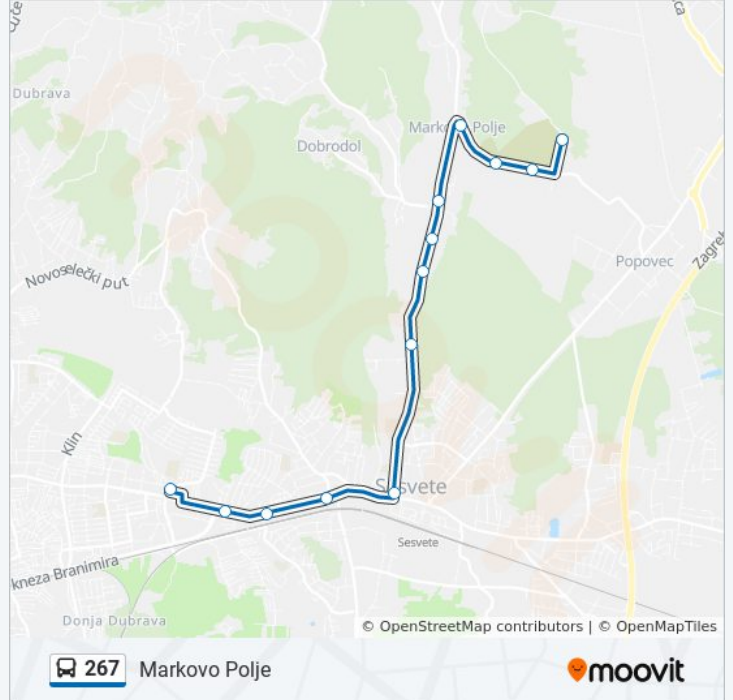 Dubrava
Dobrodol
Markovo Polje
Novoselečki put
Popovec
Klin
Sesvete
Sesvete
kneza Branimira
Donja Dubrava
© OpenStreetMap contributors | © OpenMapTiles
267 Markovo Polje
moovit